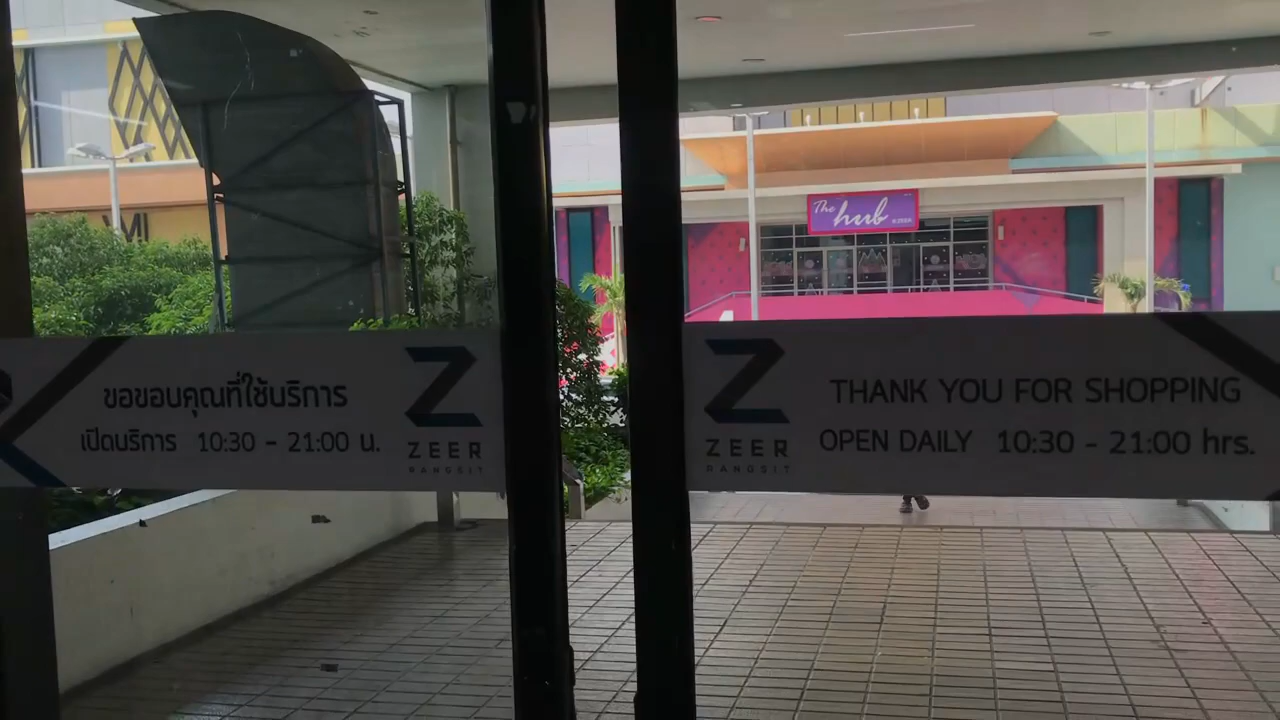 MI
The hub
ขอขอบคุณที่ใช้บริการ
เปิดบริการ 10:30 - 21:00 น.
Z
ZEER
RANGSIT
Z
ZEER
RANGSIT
THANK YOU FOR SHOPPING
OPEN DAILY 10:30 - 21:00 hrs.